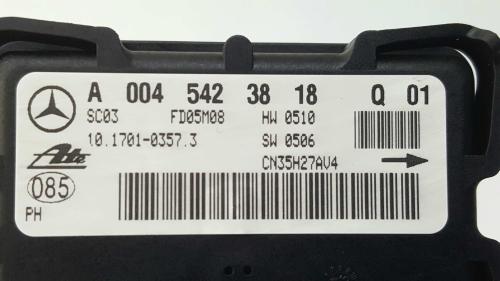 A 004 542 38 18 Q 01
SC03 FD05M08 HW 0510
10.1701-0357.3 SW 0506
Ate CN35H27AV4
085
PH